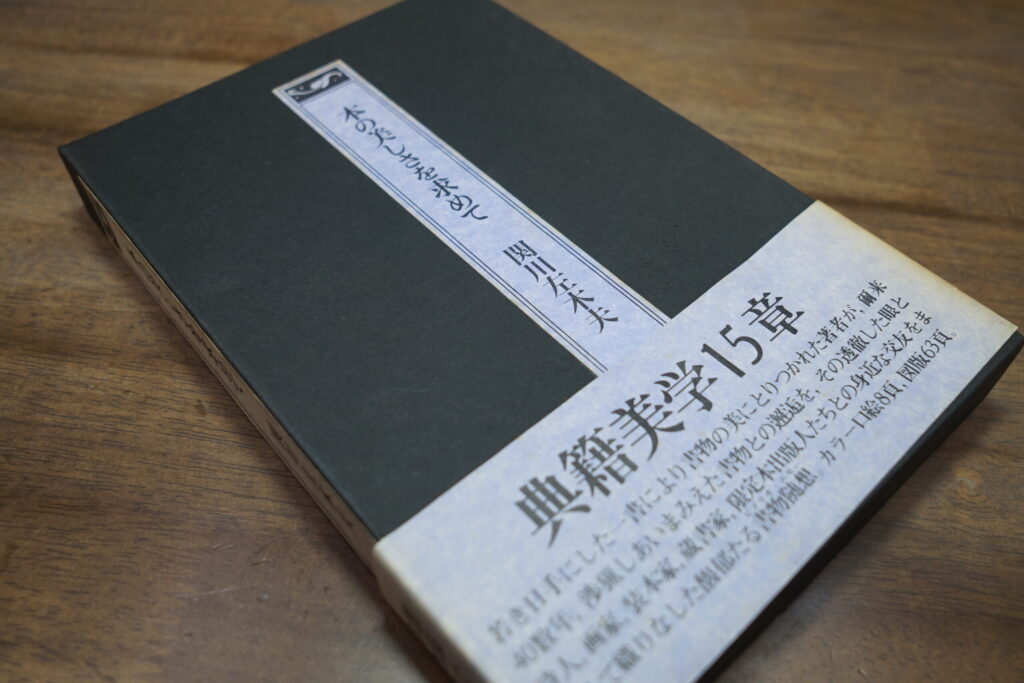 本の美しさを求めて
関川左木夫
典籍美学15章
若き日手にした一書により書物の美にとりつかれた著者が、爾来
40数年、渉猟しあいまみえた書物との邂逅を、その透徹した眼と
詩人、画家、装本家、蔵書家、限定本出版人たちとの身近な交友をま
て織りなした馥郁たる書物随想 カラー口絵8頁、図版63頁。